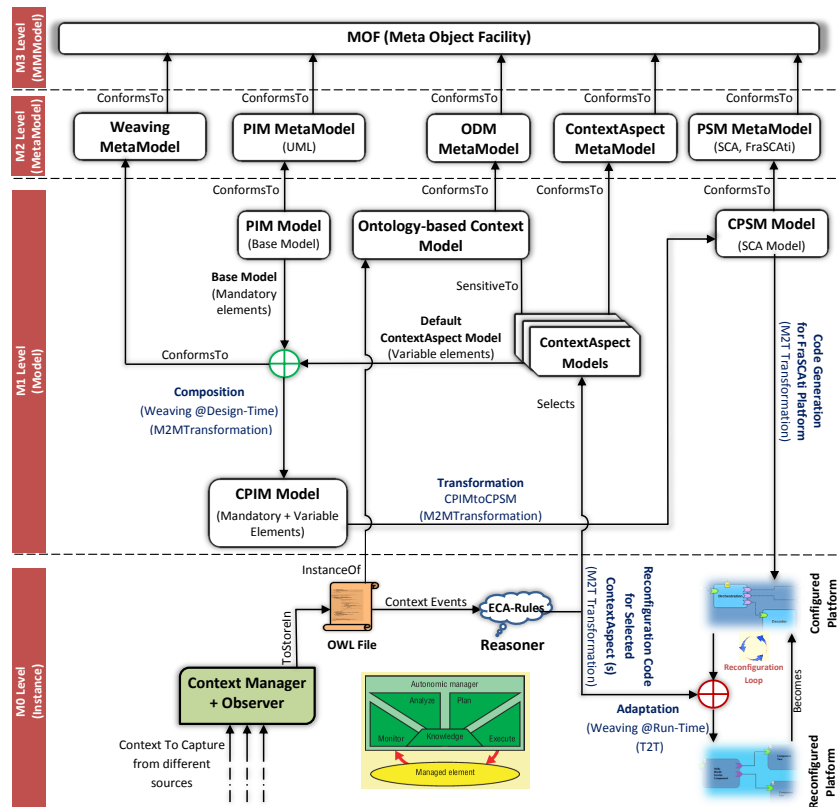 M3 Level
(MMModel)
MOF (Meta Object Facility)
ConformsTo
ConformsTo
ConformsTo
ConformsTo
ConformsTo
M2 Level
(MetaModel)
Weaving
MetaModel
PIM MetaModel
(UML)
ODM
MetaModel
ContextAspect
MetaModel
PSM MetaModel
(SCA, FraSCAti)
ConformsTo
ConformsTo
ConformsTo
ConformsTo
M1 Level
(Model)
PIM Model
(Base Model)
Ontology-based Context
Model
CPSM Model
(SCA Model)
Base Model
(Mandatory
elements)
SensitiveTo
Default
ContextAspect Model
(Variable elements)
ContextAspect
Models
ConformsTo
Code Generation
for FraSCAti Platform
(M2T Transformation)
Composition
(Weaving @Design-Time)
(M2MTransformation)
Selects
CPIM Model
(Mandatory + Variable
Elements)
Transformation
CPIMtoCPSM
(M2MTransformation)
M0 Level
(Instance)
InstanceOf
OWL File
Context Events
ECA-Rules
Reasoner
ToStoreIn
Reconfiguration Code
for Selected
ContextAspect (s)
(M2T Transformation)
Configured
Platform
Reconfiguration
Loop
Becomes
Context Manager
+ Observer
Autonomic manager
Analyze
Plan
Monitor
Knowledge
Execute
Managed element
Adaptation
(Weaving @Run-Time)
(T2T)
Context To Capture
from different
sources
Reconfigured
Platform